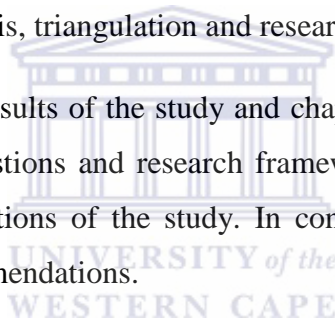 is, triangulation and resear
sults of the study and cha
stions and research framew
tions of the study. In con
UNIVERSITY of the
mendations.
WESTERN CAPE